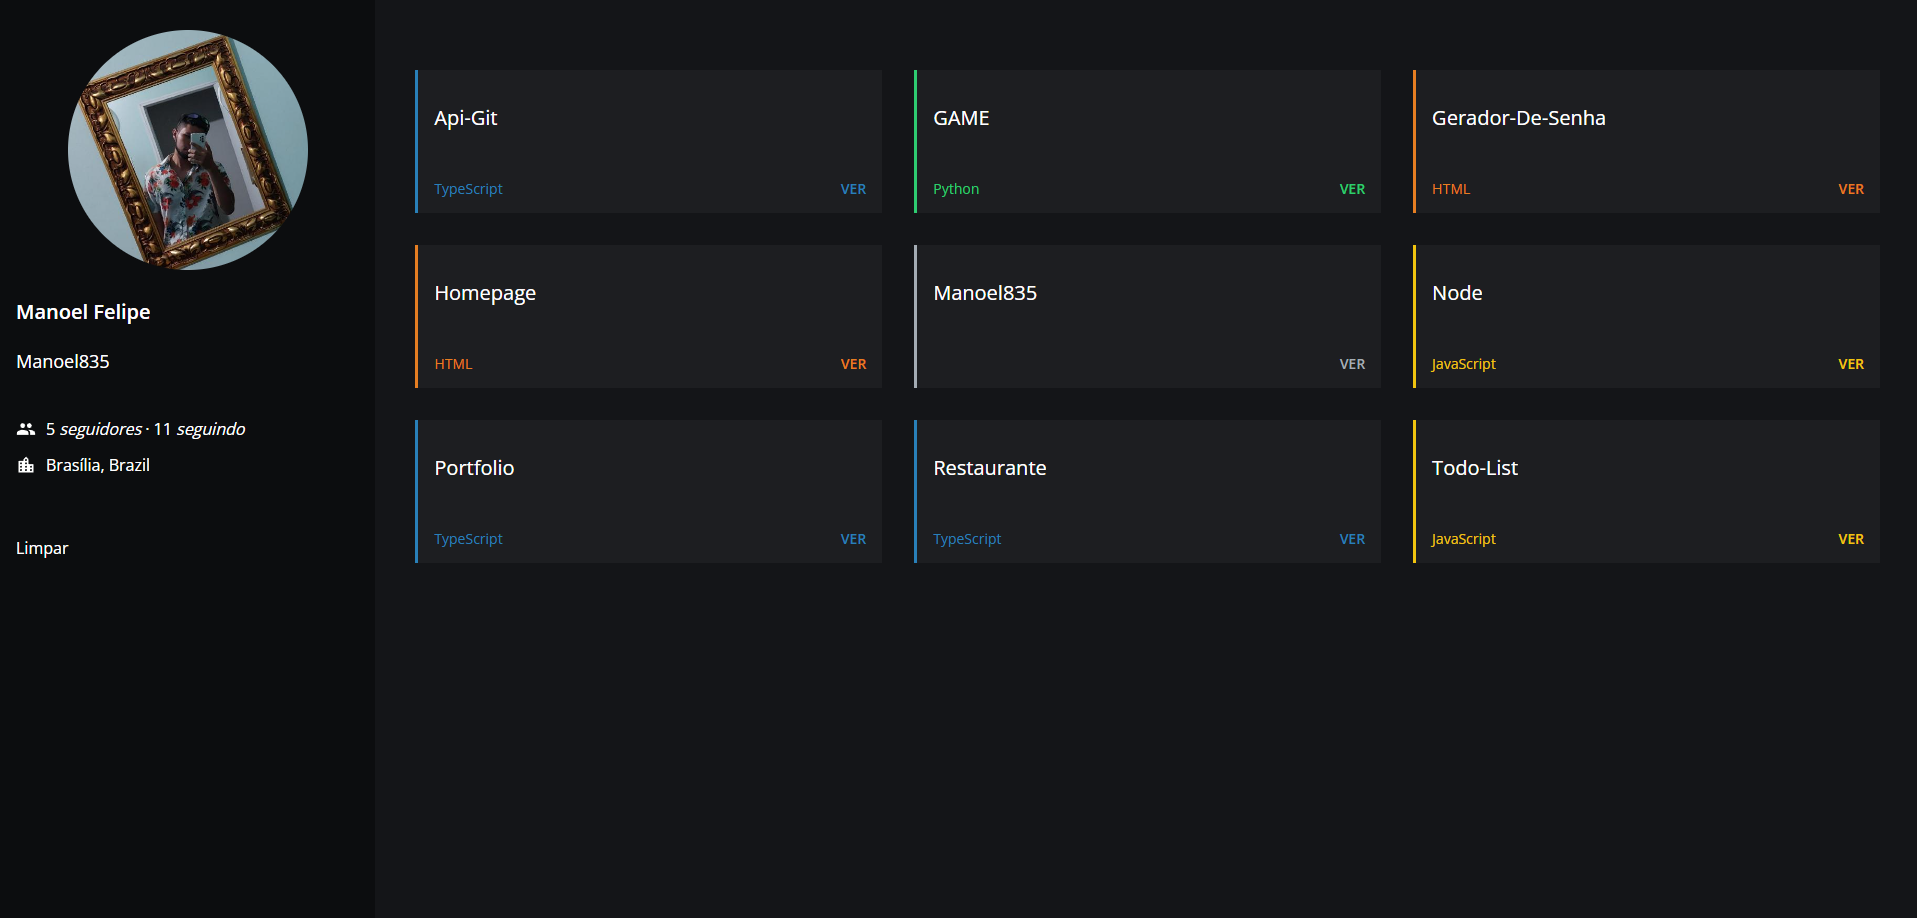 Manoel Felipe
Manoel835
5 seguidores · 11 seguindo
Brasília, Brazil
Limpar
Api-Git
TypeScript VER
GAME
Python VER
Gerador-De-Senha
HTML VER
Homepage
HTML VER
Manoel835
VER
Node
JavaScript VER
Portfolio
TypeScript VER
Restaurante
TypeScript VER
Todo-List
JavaScript VER